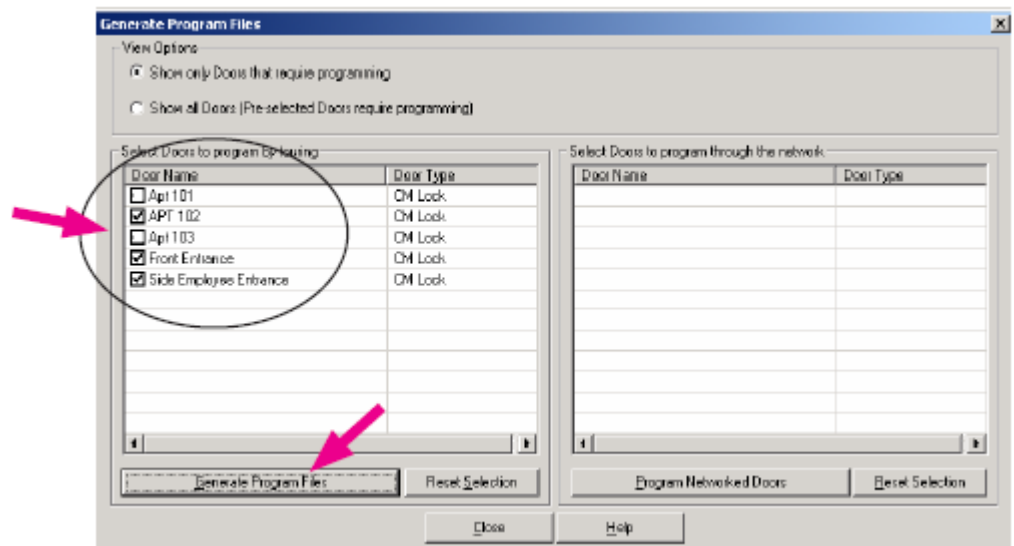 Generate Program Files
View Options
Show only Doors that require programming
Show all Doors (Pre-selected Doors require programming)
Select Doors to program by touring
Door Name Door Type
Apt 101 CM Lock
APT 102 CM Lock
Apt 103 CM Lock
Front Entrance CM Lock
Side Employee Entrance CM Lock
Generate Program Files Reset Selection
Select Doors to program through the network
Door Name Door Type
Program Networked Doors Reset Selection
Close Help